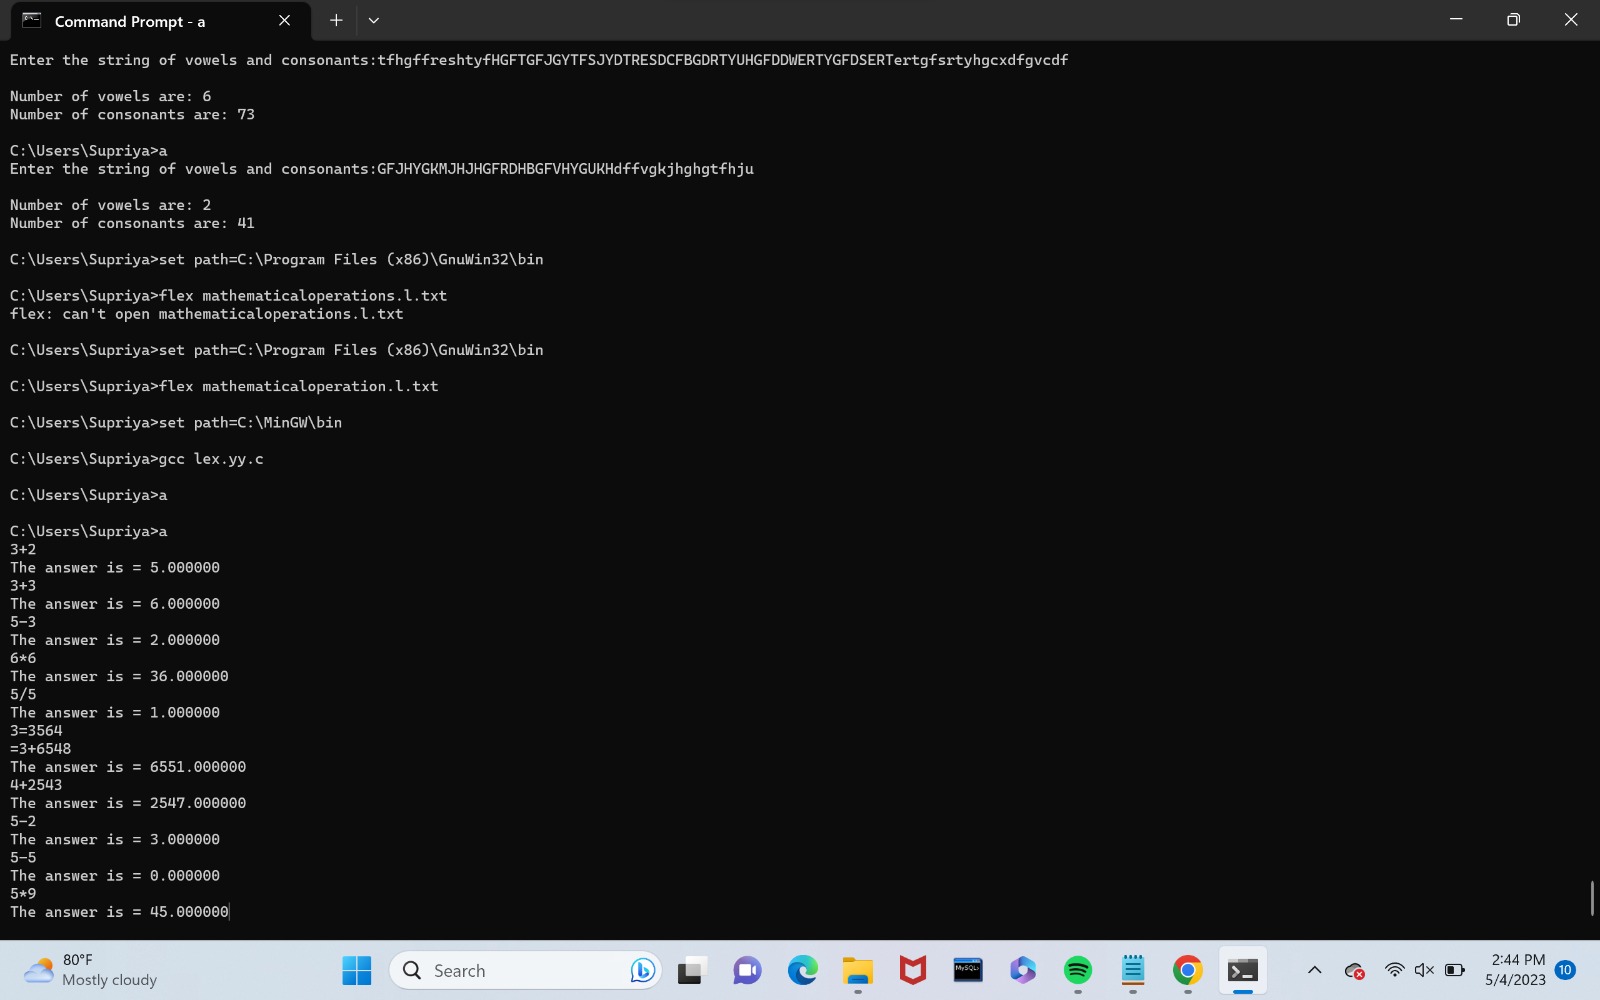 Command Prompt - a
Enter the string of vowels and consonants:tfhgffreshtyfHGFTGFJGYTFSJYDTRESDCFBGDRTYUHGFDDWERTYGFDSERTertgfsrtyhgcxdfgvcdf
Number of vowels are: 6
Number of consonants are: 73
C:\Users\Supriya>a
Enter the string of vowels and consonants:GFJHYGKMJHJHGFRDHBGFVHYGUKHdffvgkjhghgtfhju
Number of vowels are: 2
Number of consonants are: 41
C:\Users\Supriya>set path=C:\Program Files (x86)\GnuWin32\bin
C:\Users\Supriya>flex mathematicaloperations.l.txt
flex: can't open mathematicaloperations.l.txt
C:\Users\Supriya>set path=C:\Program Files (x86)\GnuWin32\bin
C:\Users\Supriya>flex mathematicaloperation.l.txt
C:\Users\Supriya>set path=C:\MinGW\bin
C:\Users\Supriya>gcc lex.yy.c
C:\Users\Supriya>a
C:\Users\Supriya>a
3+2
The answer is = 5.000000
3+3
The answer is = 6.000000
5-3
The answer is = 2.000000
6*6
The answer is = 36.000000
5/5
The answer is = 1.000000
3=3564
=3+6548
The answer is = 6551.000000
4+2543
The answer is = 2547.000000
5-2
The answer is = 3.000000
5-5
The answer is = 0.000000
5*9
The answer is = 45.000000
80°F
Mostly cloudy
Search
MySQL
2:44 PM
5/4/2023
10